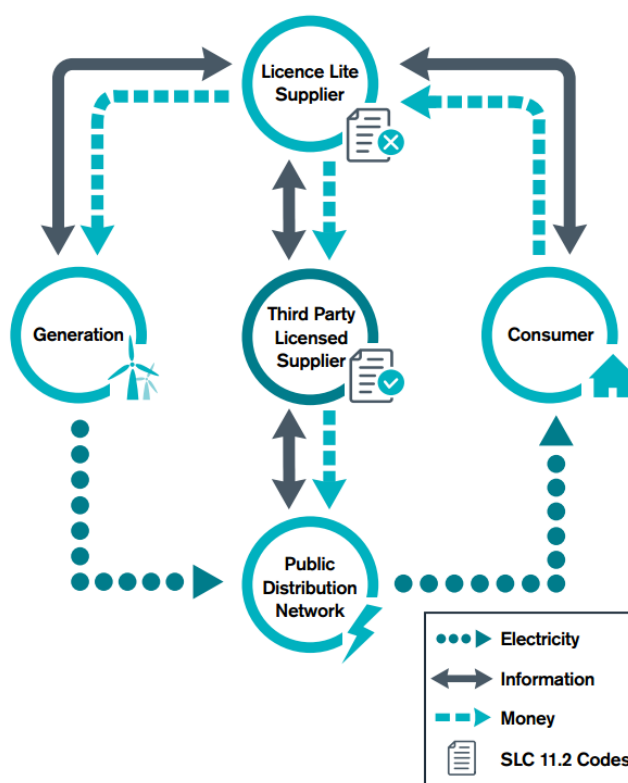 Licence Lite
Supplier
Generation
Third Party
Licensed
Supplier
Consumer
Public
Distribution
Network
Electricity
Information
Money
SLC 11.2 Codes